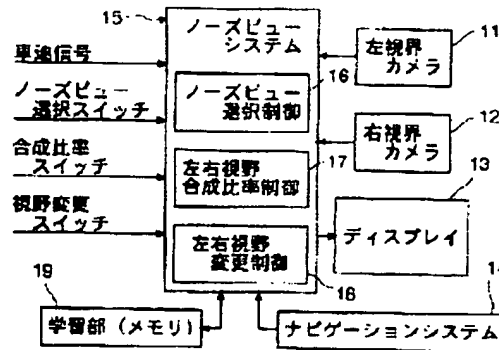 15
ノーズビュー
システム
車速信号
ノーズビュー
選択スイッチ
合成比率
スイッチ
視野変更
スイッチ
ノーズビュー
選択制御
16
左右視野
合成比率制御
17
左右視野
変更制御
16
11
左視界
カメラ
12
右視界
カメラ
13
ディスプレイ
14
ナビゲーションシステム
19
学習部(メモリ)